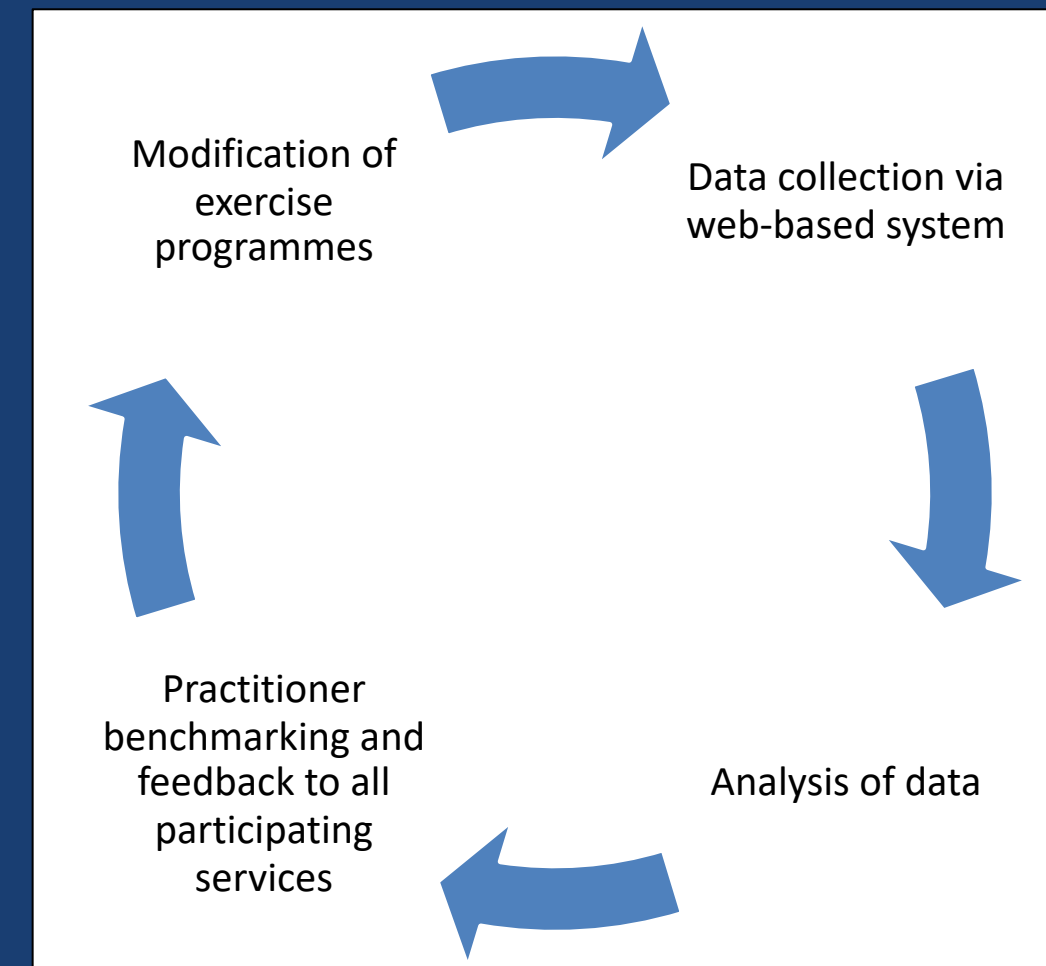 Modification of
exercise
programmes
Data collection via
web-based system
Practitioner
benchmarking and
feedback to all
participating
services
Analysis of data